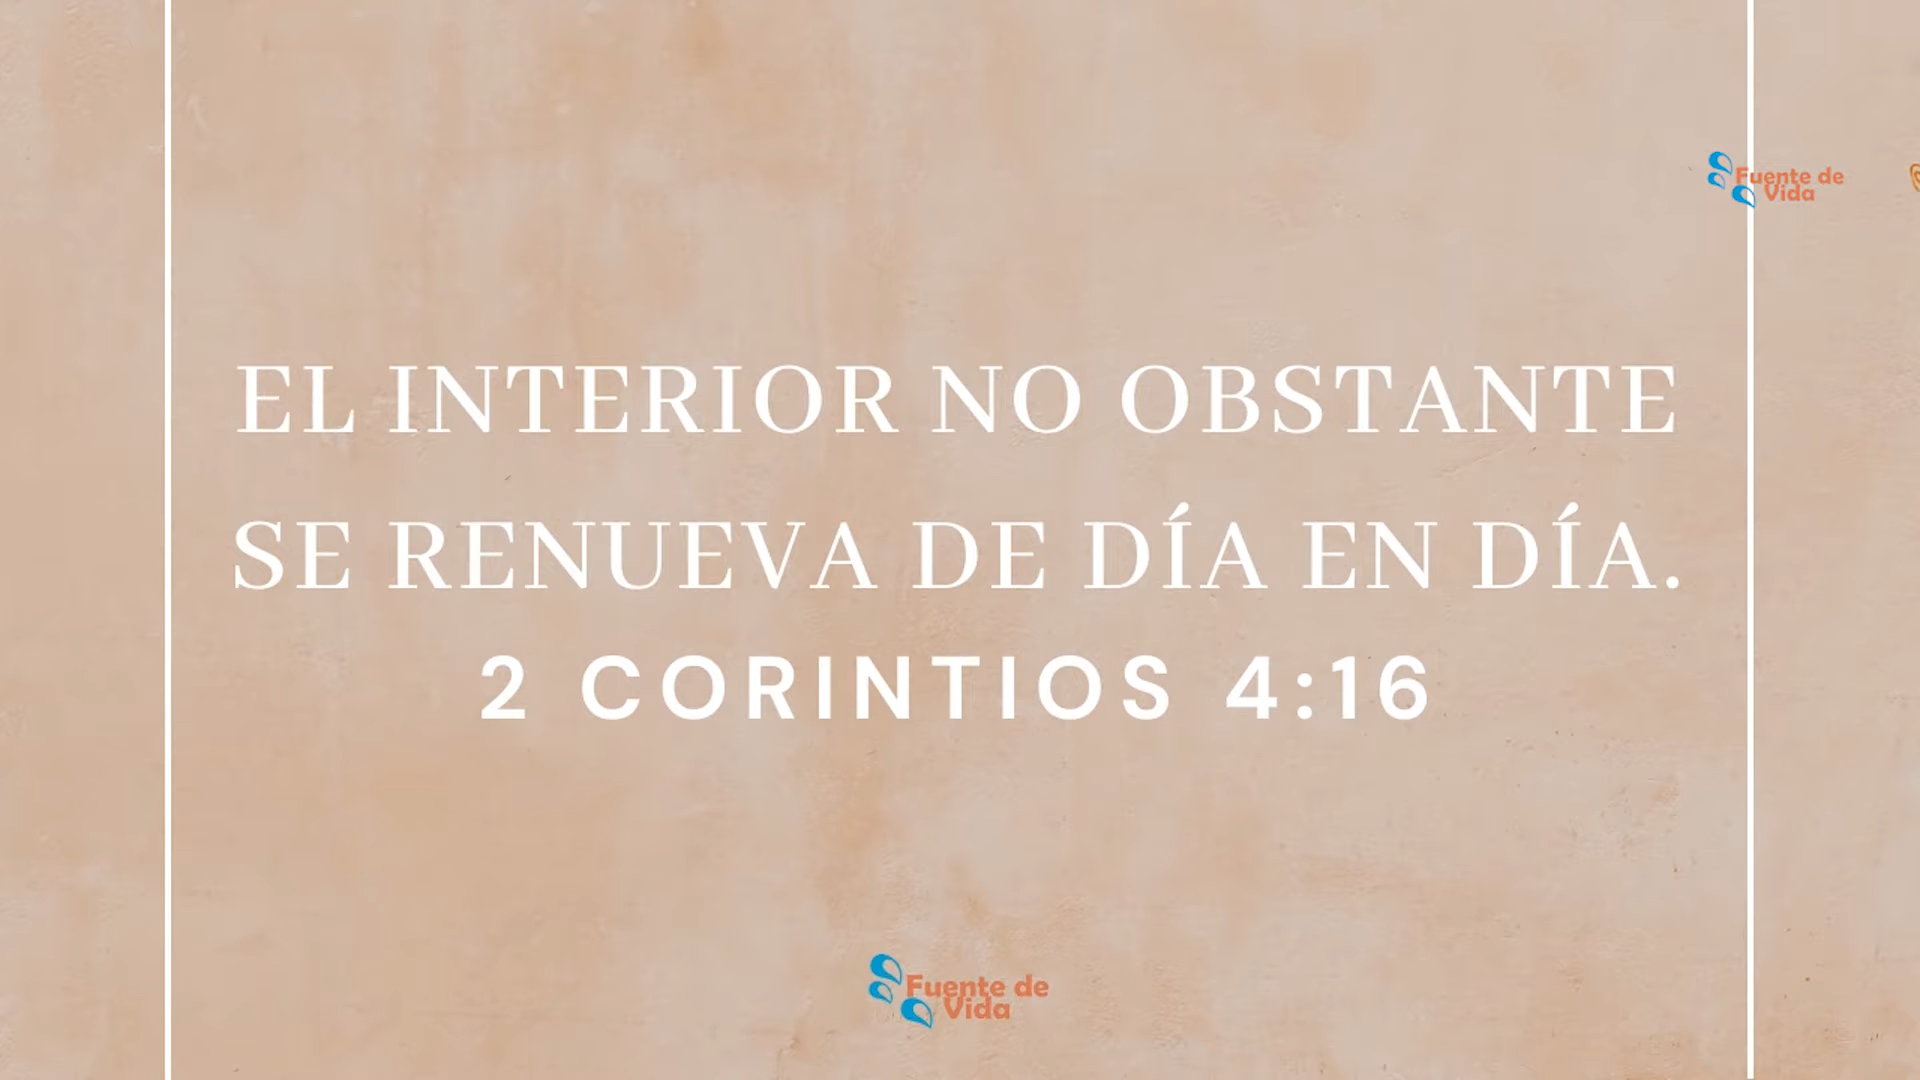 Fuente de
Vida
EL INTERIOR NO OBSTANTE
SE RENUEVA DE DÍA EN DÍA.
2 CORINTIOS 4:16
Fuente de
Vida